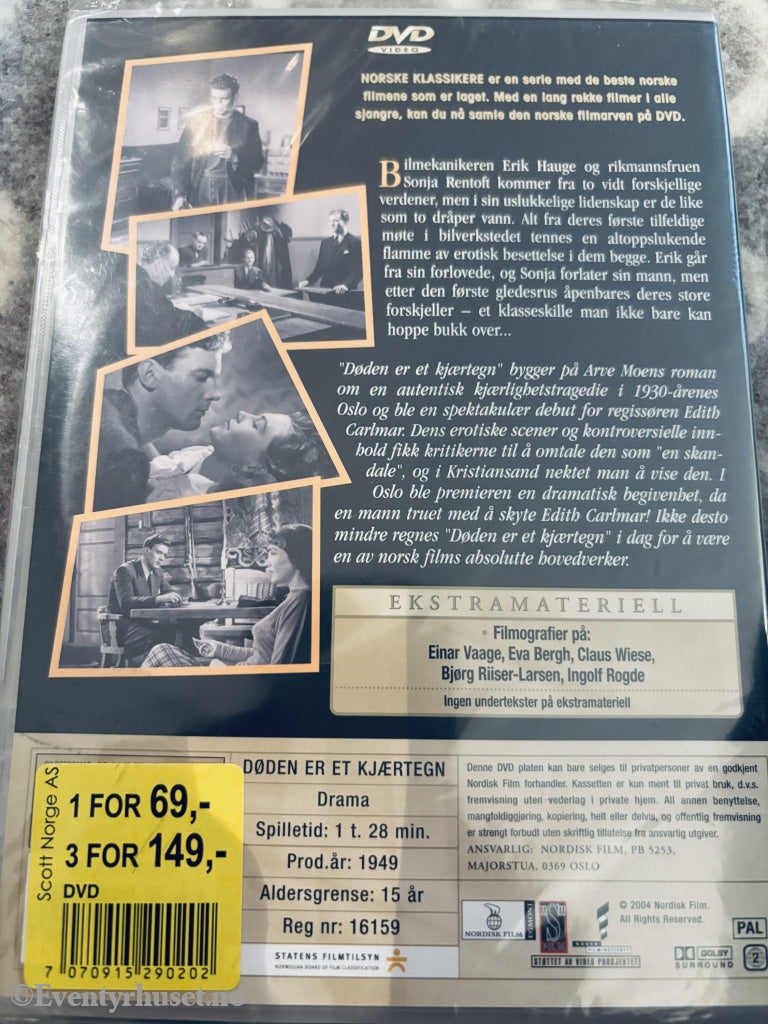 DVD
VIDEO
NORSKE KLASSIKERE er en serie med de beste norske
filmene som er laget. Med en lang rekke filmer i alle
sjangre, kan du nå samle den norske filmarven på DVD.
Bilmekanikeren Erik Hauge og rikmannsfruen
Sonja Rentoft kommer fra to vidt forskjellige
verdener, men i sin uslukkelige lidenskap er de like
som to dråper vann. Alt fra deres første tilfeldige
møte i bilverkstedet tennes en altoppslukende
flamme av erotisk besettelse i dem begge. Erik går
fra sin forlovede, og Sonja forlater sin mann, men
etter den første gledesrus åpenbares deres store
forskjeller – et klasseskille man ikke bare kan
hoppe bukk over...
"Døden er et kjærtegn" bygger på Arve Moens roman
om en autentisk kjærlighetstragedie i 1930-årenes
Oslo og ble en spektakulær debut for regissøren Edith
Carlmar. Dens erotiske scener og kontroversielle inn-
hold fikk kritikerne til å omtale den som "en skan-
dale", og i Kristiansand nektet man å vise den. I
Oslo ble premieren en dramatisk begivenhet, da
en mann truet med å skyte Edith Carlmar! Ikke desto
mindre regnes "Døden er et kjærtegn" i dag for å være
en av norsk films absolutte hovedverker.
EKSTRAMATERIELL
• Filmografier på:
Einar Vaage, Eva Bergh, Claus Wiese,
Bjørg Riiser-Larsen, Ingolf Rogde
Ingen undertekster på ekstramateriell
Scott Norge AS
1 FOR 69,-
3 FOR 149,-
DVD
7 070915 290202
DØDEN ER ET KJÆRTEGN
Drama
Spilletid: 1 t. 28 min.
Prod.år: 1949
Aldersgrense: 15 år
Reg nr: 16159
STATENS FILMTILSYN
NORWEGIAN BOARD OF FILM CLASSIFICATION
Denne DVD platen kan bare selges til privatpersoner av en godkjent
Nordisk Film forhandler. Kassetten er kun ment til privat bruk, d.v.s.
fremvisning uten vederlag i private hjem. All annen benyttelse,
mangfoldiggjøring, kopiering, helt eller delvis, og offentlig fremvisning
er strengt forbudt uten skriftlig tillatelse fra ansvarlig utgiver.
ANSVARLIG: NORDISK FILM, PB 5253,
MAJORSTUA, 0369 OSLO
NORDISK FILM
EGMONT
NORSK
FILMINSTITUTT
STØTTET AV VIDEO PROSJEKTET
© 2004 Nordisk Film.
All Rights Reserved.
PAL
DOLBY
SURROUND
2
©Eventyrhuset.no